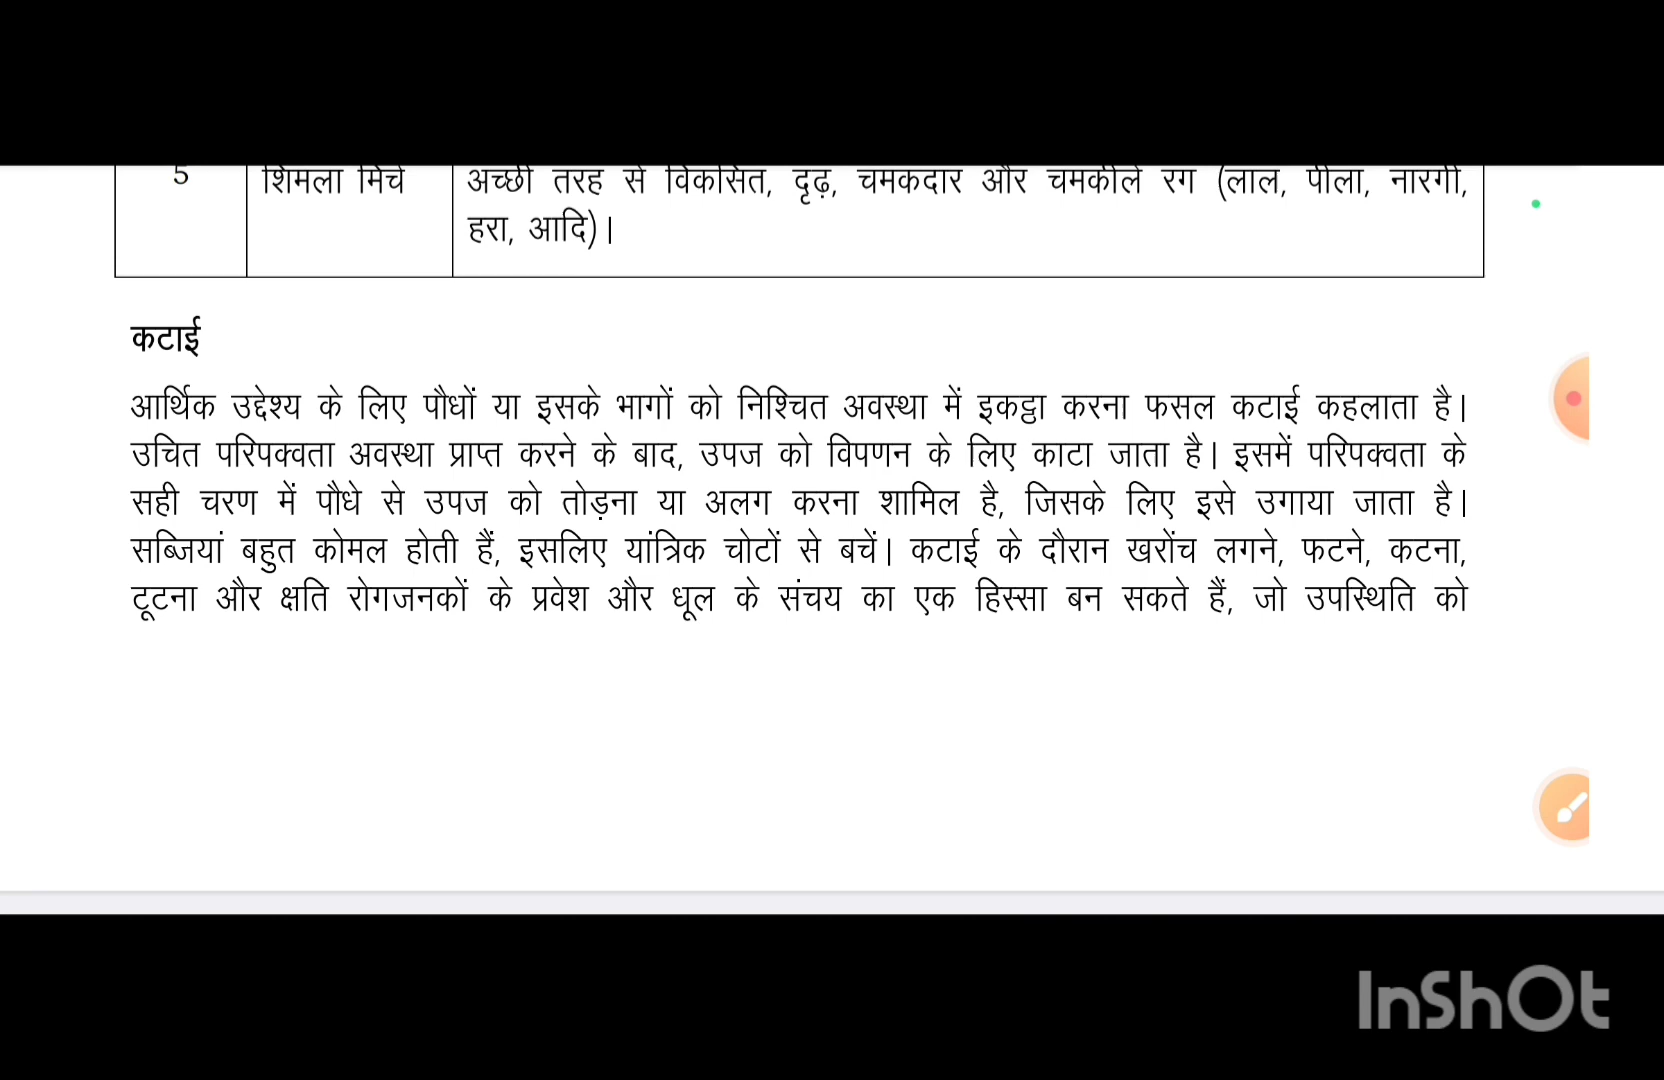 5 शिमला मिर्च अच्छी तरह से विकसित, दृढ़, चमकदार और चमकीले रंग (लाल, पीला, नारंगी,
हरा, आदि)।
कटाई
आर्थिक उद्देश्य के लिए पौधों या इसके भागों को निश्चित अवस्था में इकट्ठा करना फसल कटाई कहलाता है।
उचित परिपक्वता अवस्था प्राप्त करने के बाद, उपज को विपणन के लिए काटा जाता है। इसमें परिपक्वता के
सही चरण में पौधे से उपज को तोड़ना या अलग करना शामिल है, जिसके लिए इसे उगाया जाता है।
सब्जियां बहुत कोमल होती हैं, इसलिए यांत्रिक चोटों से बचें। कटाई के दौरान खरोंच लगने, फटने, कटना,
टूटना और क्षति रोगजनकों के प्रवेश और धूल के संचय का एक हिस्सा बन सकते हैं, जो उपस्थिति को
InShOt